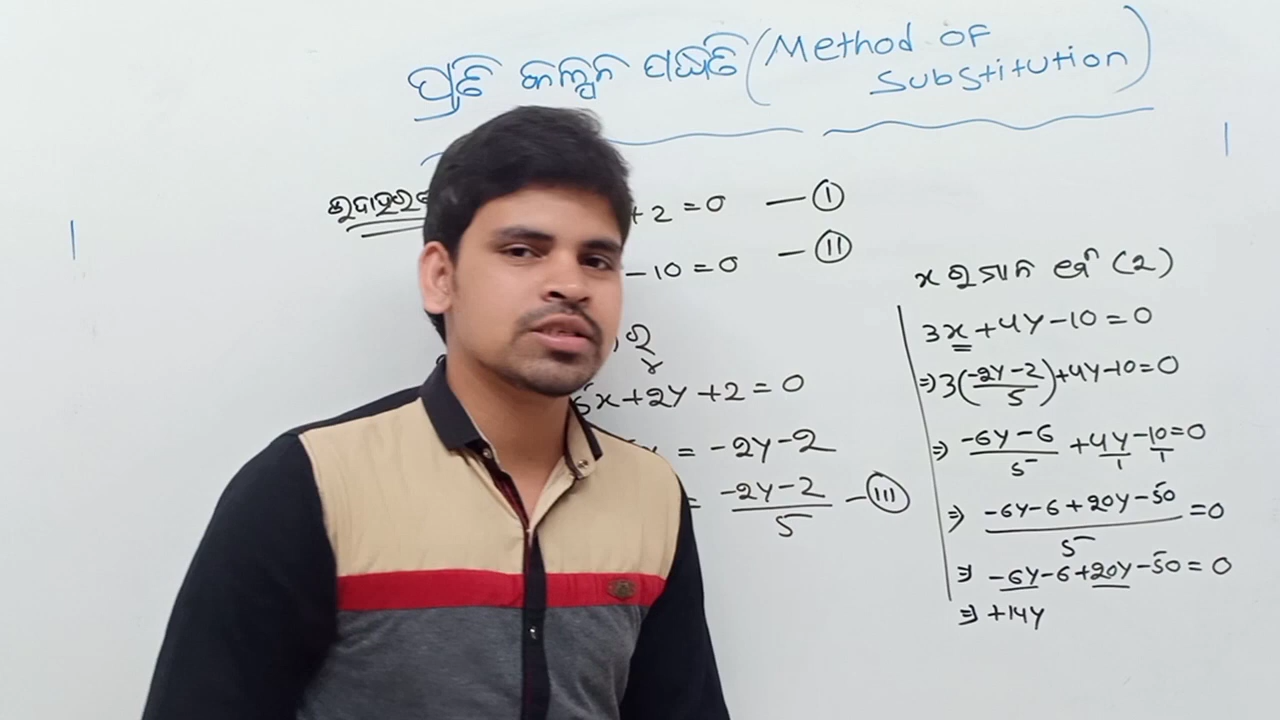 ପ୍ରତି କଳ୍ପନ ପଦ୍ଧତି (Method of
Substitution)
+ 2 = 0 — I
– 10 = 0 — II
5x + 2y + 2 = 0
= -2y - 2
= -2y-2/5 — III
x ର ମାନ (2)
3x + 4y - 10 = 0
⇒ 3(-2y-2/5) + 4y - 10 = 0
⇒ -6y-6/5 + 4y/1 - 10/1 = 0
⇒ -6y-6+20y-50/5 = 0
⇒ -6y-6+20y-50 = 0
⇒ +14y